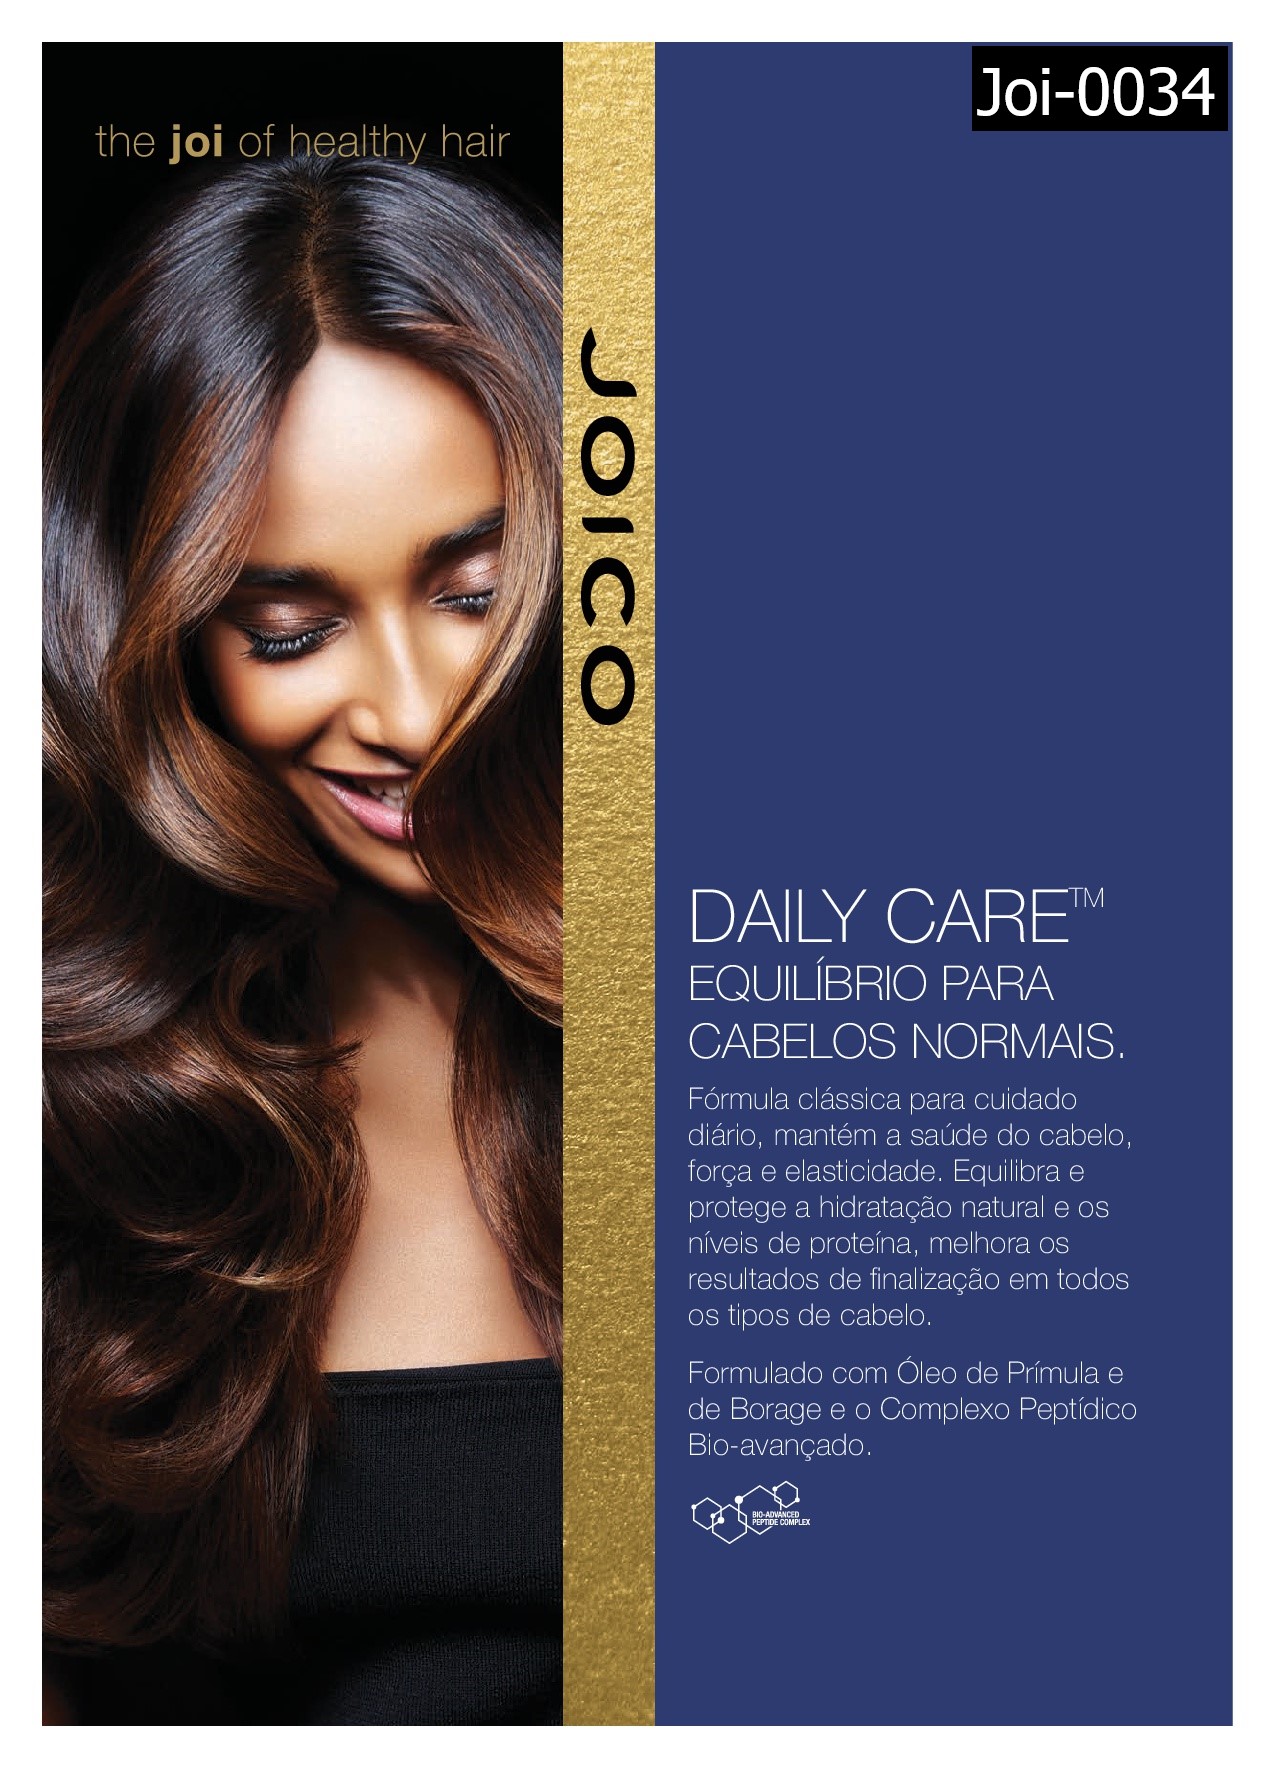 Joi-0034
the joi of healthy hair
JOICO
DAILY CARE™
EQUILÍBRIO PARA
CABELOS NORMAIS.
Fórmula clássica para cuidado
diário, mantém a saúde do cabelo,
força e elasticidade. Equilibra e
protege a hidratação natural e os
níveis de proteína, melhora os
resultados de finalização em todos
os tipos de cabelo.
Formulado com Óleo de Prímula e
de Borage e o Complexo Peptídico
Bio-avançado.
BIO-ADVANCED
PEPTIDE COMPLEX